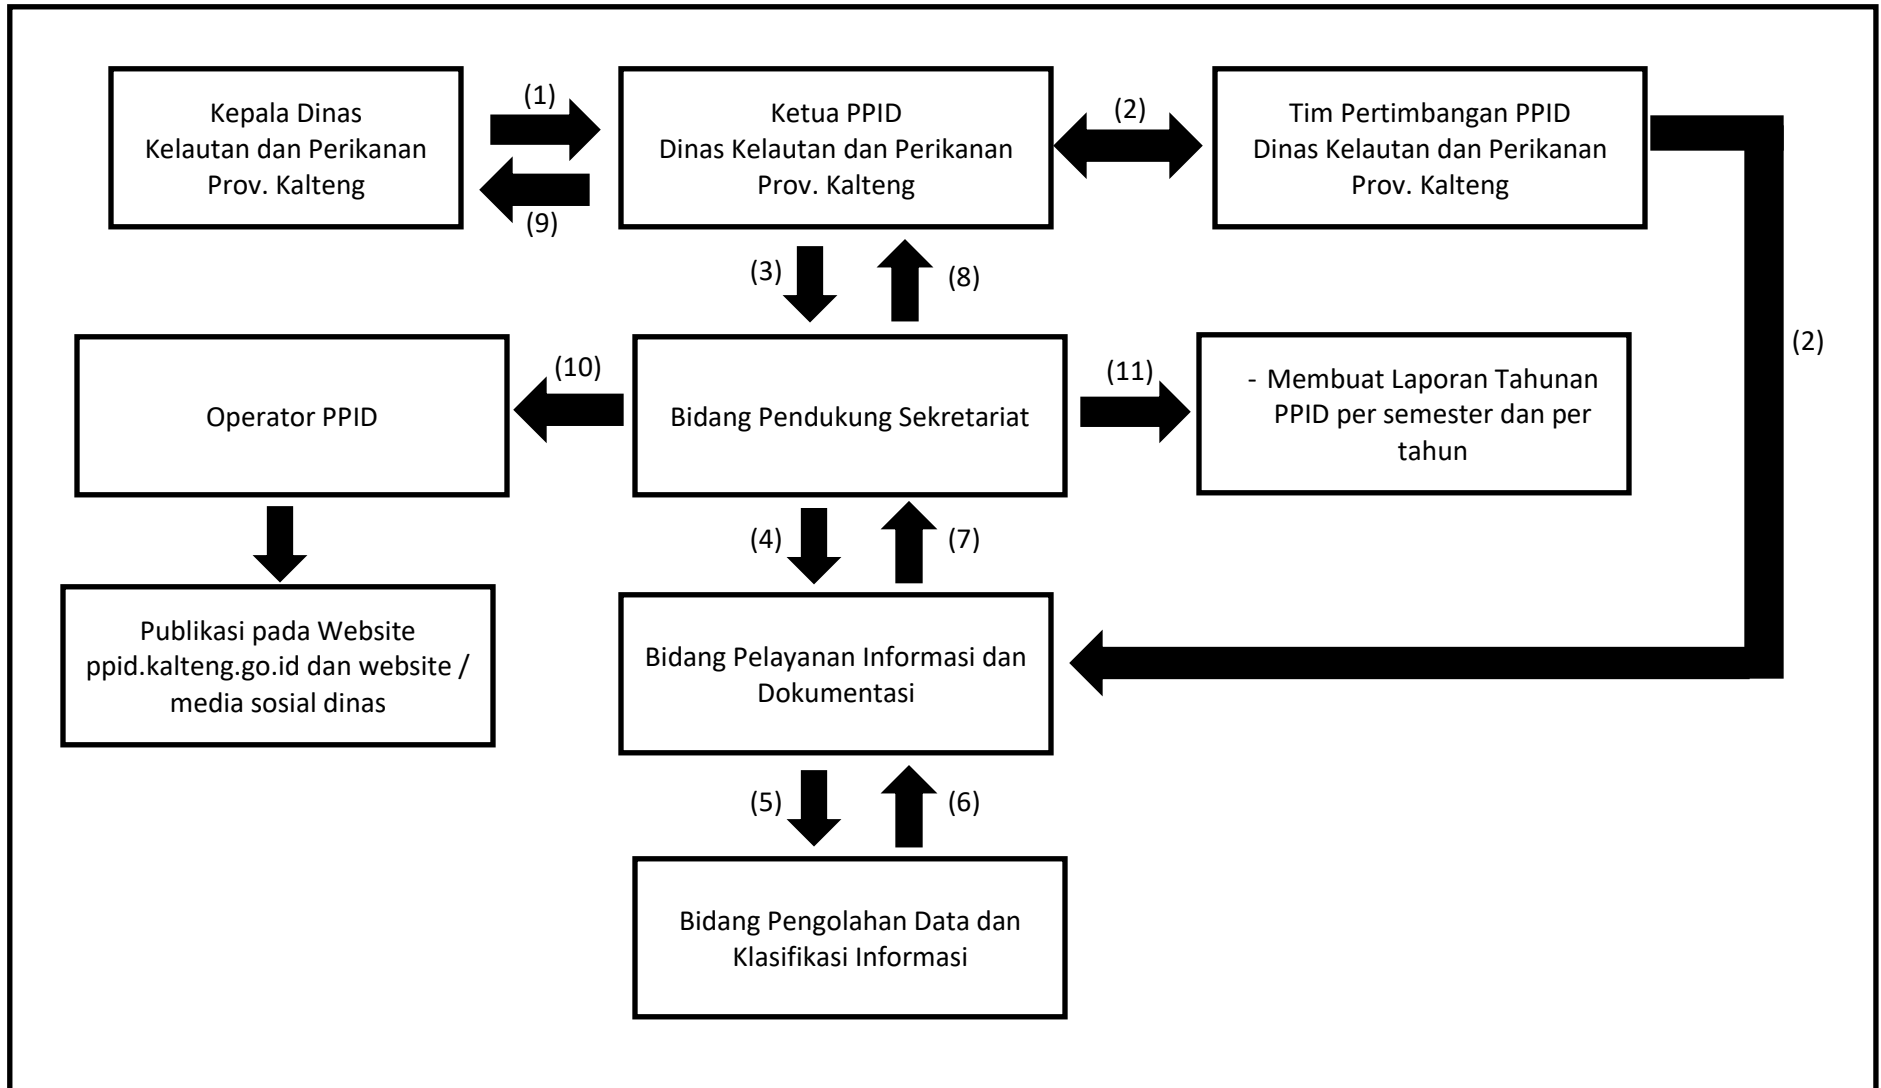 Kepala Dinas
Kelautan dan Perikanan
Prov. Kalteng
(1)
(9)
Ketua PPID
Dinas Kelautan dan Perikanan
Prov. Kalteng
(2)
Tim Pertimbangan PPID
Dinas Kelautan dan Perikanan
Prov. Kalteng
(3)
(8)
(2)
Operator PPID
(10)
Bidang Pendukung Sekretariat
(11)
- Membuat Laporan Tahunan
PPID per semester dan per
tahun
(4)
(7)
Publikasi pada Website
ppid.kalteng.go.id dan website /
media sosial dinas
Bidang Pelayanan Informasi dan
Dokumentasi
(5)
(6)
Bidang Pengolahan Data dan
Klasifikasi Informasi